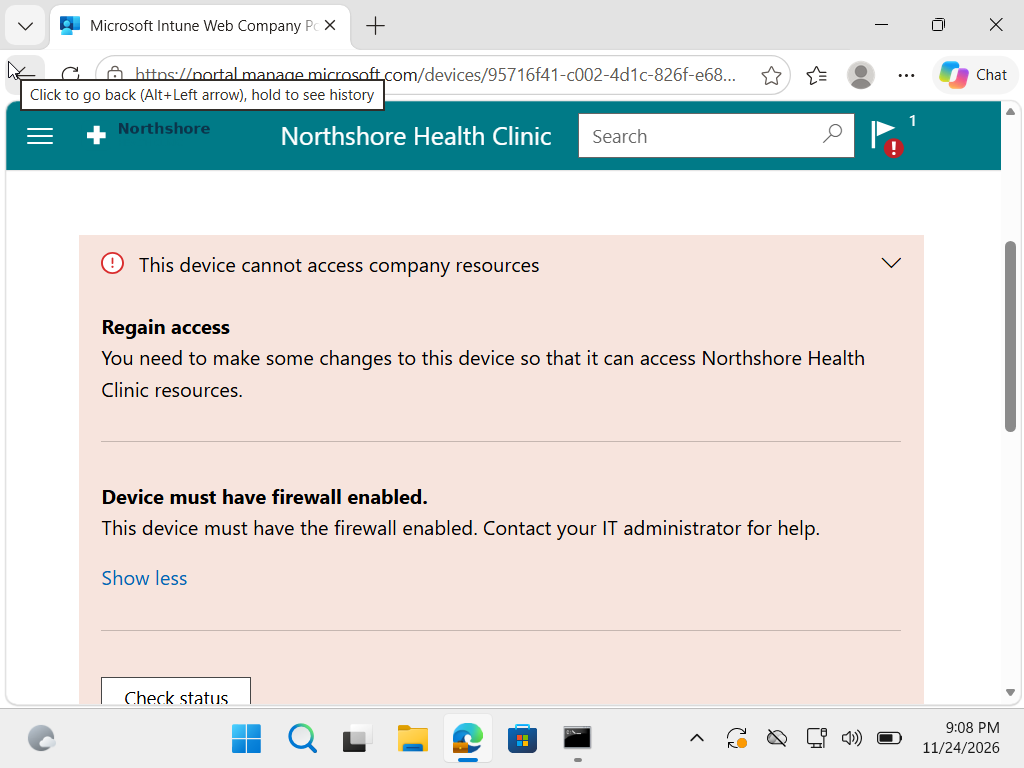 Microsoft Intune Web Company Po
https://portal.manage.microsoft.com/devices/95716f41-c002-4d1c-826f-e68...
Chat
Click to go back (Alt+Left arrow), hold to see history
Northshore
Northshore Health Clinic
Search
1
This device cannot access company resources
Regain access
You need to make some changes to this device so that it can access Northshore Health
Clinic resources.
Device must have firewall enabled.
This device must have the firewall enabled. Contact your IT administrator for help.
Show less
Check status
9:08 PM
11/24/2026